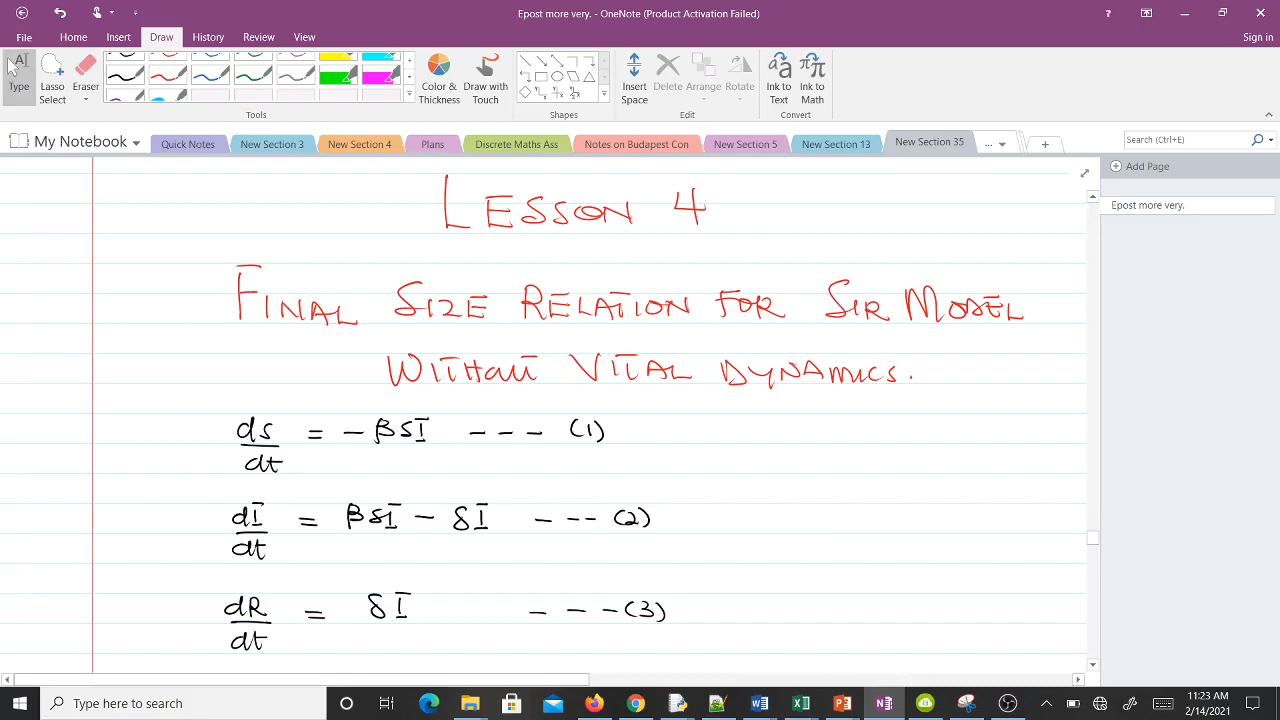 Epost more very. - OneNote (Product Activation Failed)
File Home Insert Draw History Review View Sign in
Type
Lasso Select
Eraser
Color & Thickness
Draw with Touch
Insert Space
Delete
Arrange
Rotate
Ink to Text
Ink to Math
Tools Shapes Edit Convert
My Notebook Quick Notes New Section 3 New Section 4 Plans Discrete Maths Ass Notes on Budapest Con New Section 5 New Section 13 New Section 35 ... Search (Ctrl+E)
Add Page
Epost more very.
LESSON 4
FINAL SIZE RELATION FOR SIR MODEL
WITHOUT VITAL DYNAMICS.
dS/dt = - βSI --- (1)
dI/dt = βSI - δI --- (2)
dR/dt = δI --- (3)
Type here to search
11:23 AM
2/14/2021